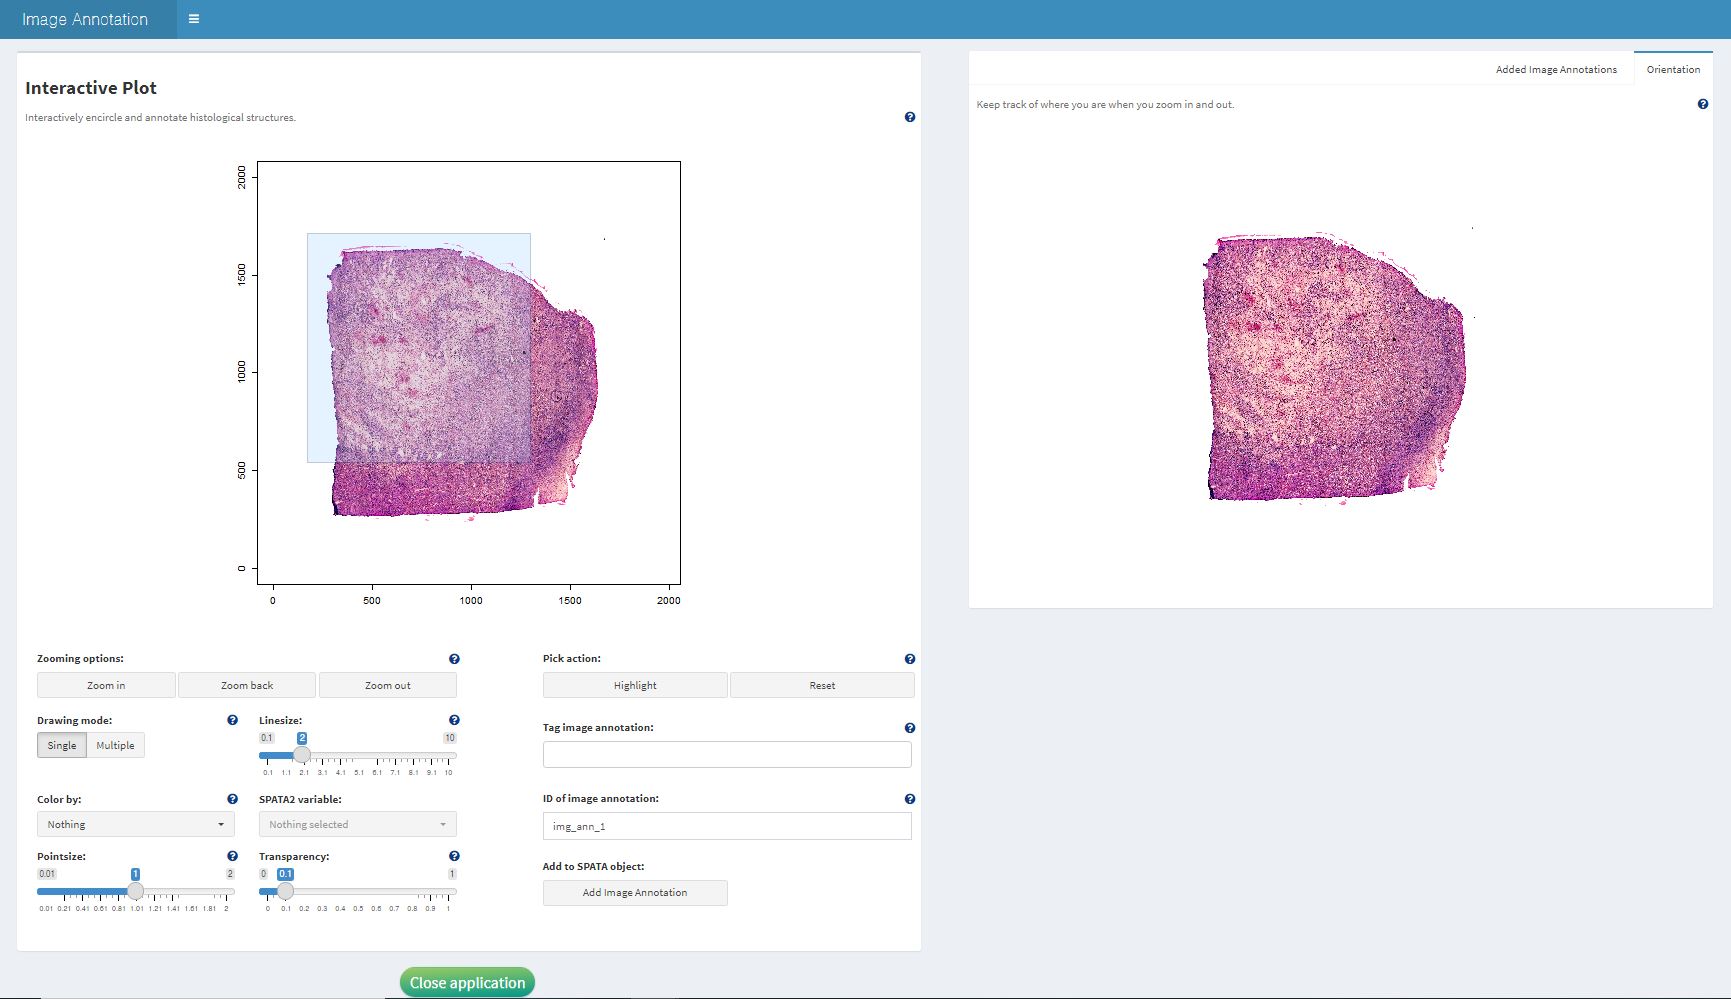 Image Annotation
Interactive Plot
Interactively encircle and annotate histological structures.
2000
1500
1000
500
0
0 500 1000 1500 2000
Zooming options:
Zoom in Zoom back Zoom out
Drawing mode:
Single Multiple
Linesize:
0.1 2 10
0.1 1.1 2.1 3.1 4.1 5.1 6.1 7.1 8.1 9.1 10
Color by:
Nothing
SPATA2 variable:
Nothing selected
Pointsize:
0.01 1 2
0.01 0.21 0.41 0.61 0.81 1.01 1.21 1.41 1.61 1.81 2
Transparency:
0 0.1 1
0 0.1 0.2 0.3 0.4 0.5 0.6 0.7 0.8 0.9 1
Pick action:
Highlight Reset
Tag image annotation:
ID of image annotation:
img_ann_1
Add to SPATA object:
Add Image Annotation
Close application
Added Image Annotations Orientation
Keep track of where you are when you zoom in and out.